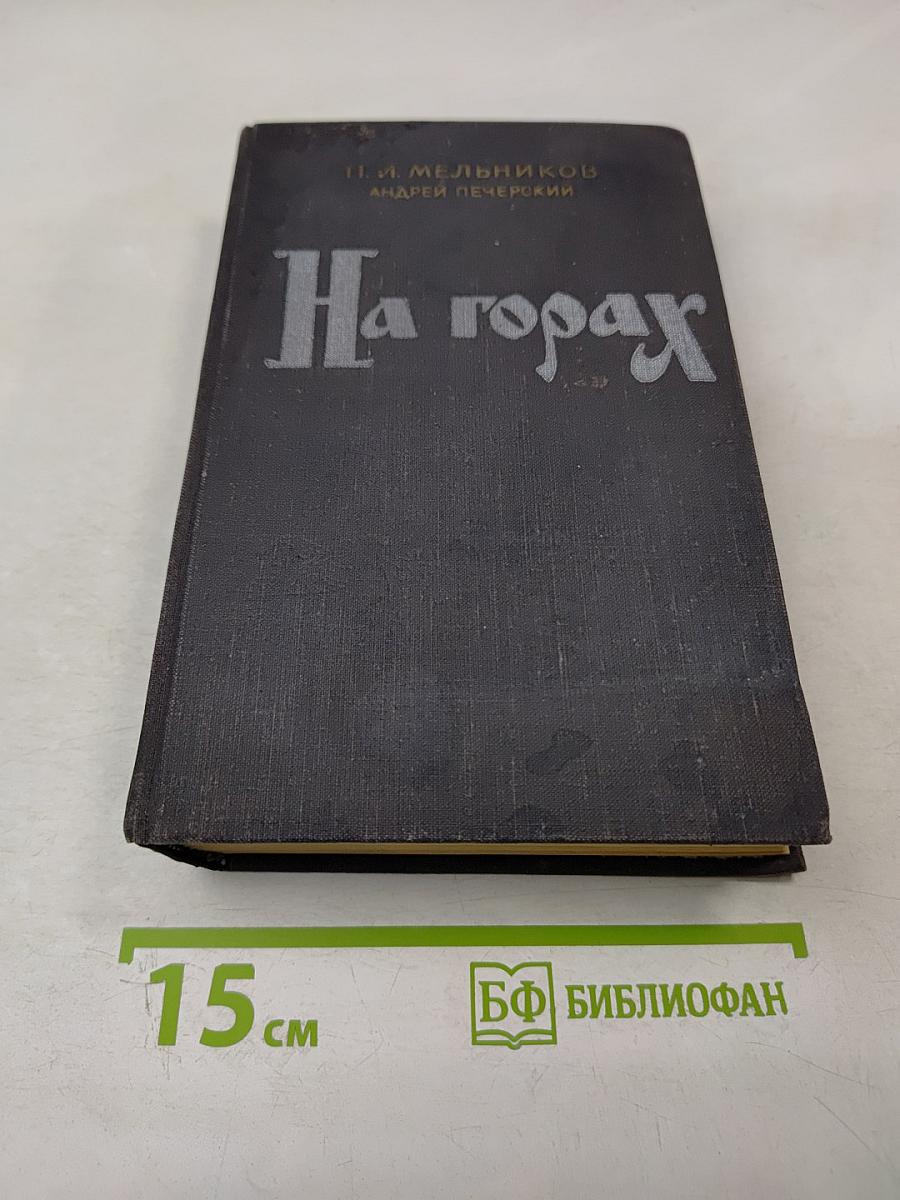 П. И. МЕЛЬНИКОВ
АНДРЕЙ ПЕЧЕРСКИЙ
На горах
15 см
БФ БИБЛИОФАН